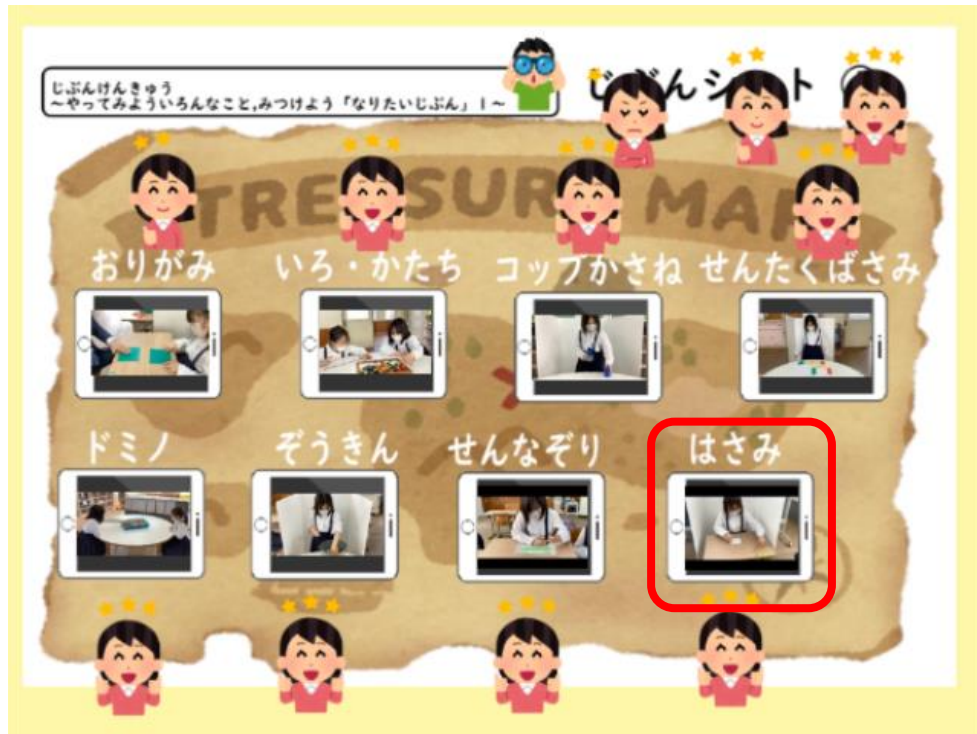 じぶんけんきゅう
～やってみよういろんなこと,みつけよう「なりたいじぶん」！～
じぶんシート
TREASURE MAP
おりがみ いろ・かたち コップかさね せんたくばさみ
ドミノ ぞうきん せんなぞり はさみ